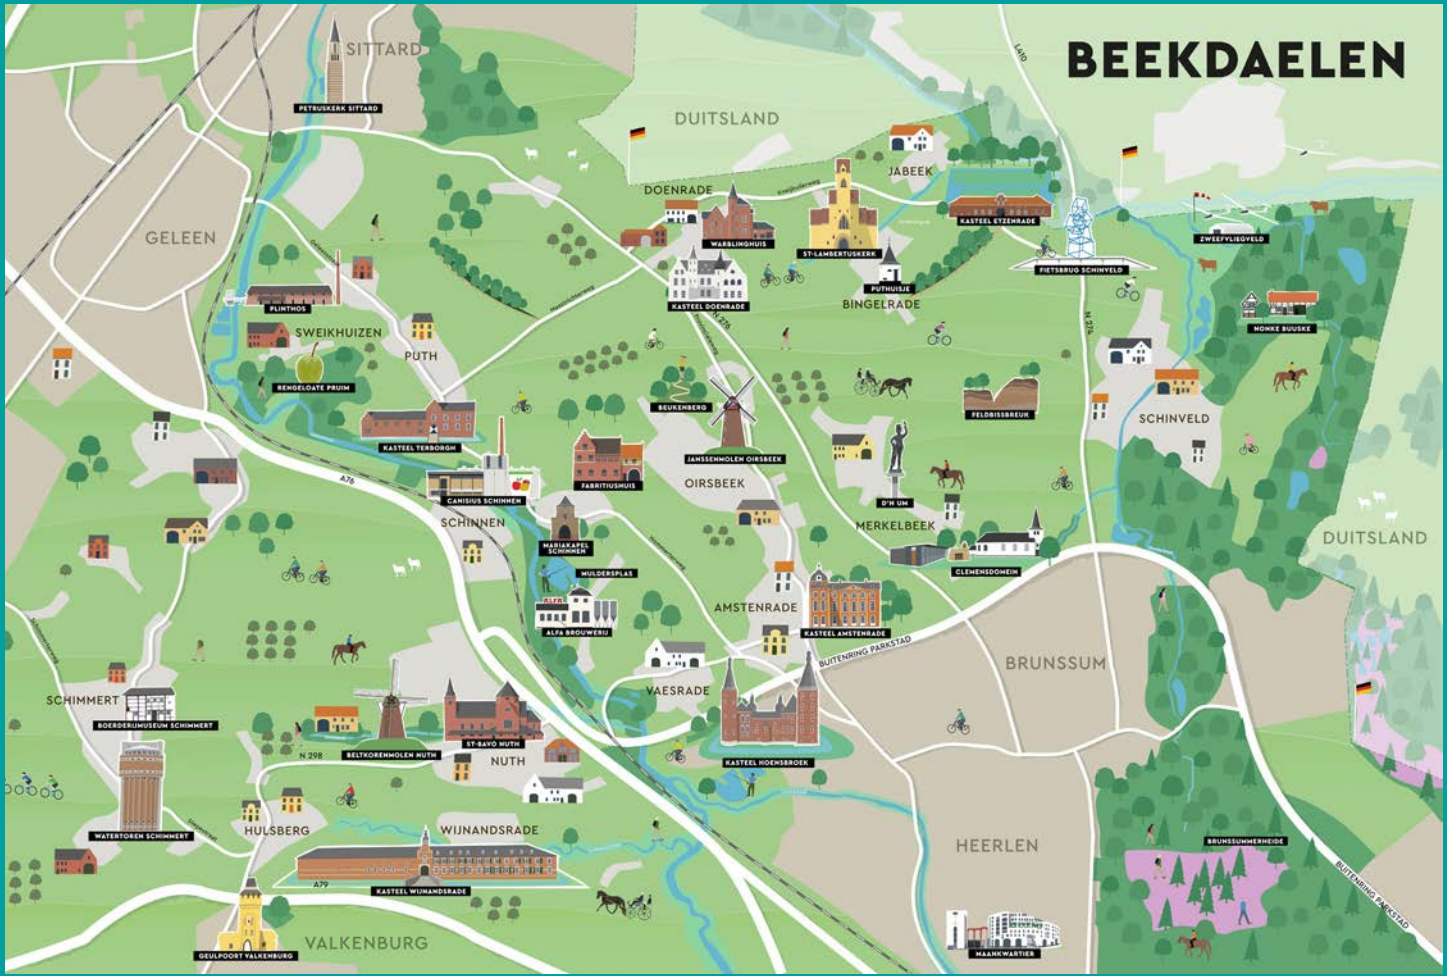 BEEKDAELEN
SITTARD
PETRUSKERK SITTARD
L410
DUITSLAND
JABEEK
DOENRADE
KASTEEL ETZENRADE
WARBLINGHUIS
ST-LAMBERTUSKERK
ZWEEFVLIEGVELD
GELEEN
FIETSBRUG SCHINVELD
PUTHUISJE
BINGELRADE
KASTEEL DOENRADE
N 276
N 274
PLINTHOS
SWEIKHUIZEN
NONKE BUUSKE
PUTH
RENGELOATE PRUIM
BEUKENBERG
FELDBISSBREUK
SCHINVELD
KASTEEL TERBORGH
JANSSENMOLEN OIRSBEEK
A76
FABRITIUSHUIS
OIRSBEEK
CANISIUS SCHINNEN
D'N UM
SCHINNEN
MERKELBEEK
DUITSLAND
MARIAKAPEL
SCHINNEN
MULDERSPLAS
CLEMENSDOMEIN
ALFA
ALFA BROUWERIJ
AMSTENRADE
KASTEEL AMSTENRADE
BUITENRING PARKSTAD
BRUNSSUM
VAESRADE
SCHIMMERT
BOERDERIJMUSEUM SCHIMMERT
BELTKORENMOLEN NUTH
ST-BAVO NUTH
N 298
NUTH
KASTEEL HOENSBROEK
WATERTOREN SCHIMMERT
HULSBERG
WIJNANDSRADE
HEERLEN
BRUNSSUMMERHEIDE
A79
KASTEEL WIJNANDSRADE
BUITENRING PARKSTAD
VALKENBURG
GEULPOORT VALKENBURG
MAANKWARTIER